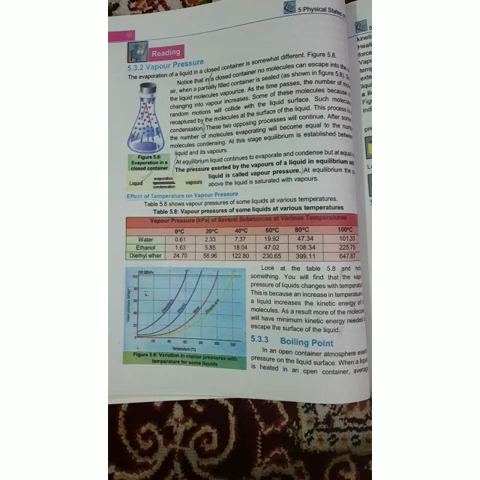 5 Physical States o
Reading
5.3.2 Vapour Pressure
The evaporation of a liquid in a closed container is somewhat different. Figure 5.8.
Notice that in a closed container no molecules can escape into the
air, when a partially filled container is sealed (as shown in figure 5.8).
the liquid molecules vapourize. As the time passes, the number of
changing into vapour increases. Some of these molecules because
random motions will collide with the liquid surface. Such molecules
recaptured by the molecules at the surface of the liquid. This process is
condensation. These two opposing processes will continue. After some
the number of molecules evaporating will become equal to the num
molecules condensing. At this stage equilibrium is established between
liquid and its vapours.
At equilibrium liquid continues to evaporate and condense but at equal
The pressure exerted by the vapours of a liquid in equilibrium with
liquid is called vapour pressure. At equilibrium the
above the liquid is saturated with vapours.
Figure 5.8:
Evaporation in a
closed container
Liquid evaporation condensation vapours
Effect of Temperature on Vapour Pressure
Table 5.8 shows vapour pressures of some liquids at various temperatures.
Table 5.8: Vapour pressures of some liquids at various temperatures
Vapour Pressure (kPa) of Several Substances at Various Temperatures
0°C 20°C 40°C 60°C 80°C 100°C
Water 0.61 2.33 7.37 19.92 47.34 101.33
Ethanol 1.63 5.85 18.04 47.02 108.34 225.75
Diethyl ether 24.70 58.96 122.80 230.65 399.11 647.87
Look at the table 5.8 and
something. You will find that the vap
pressure of liquids changes with temperatur
This is because an increase in temperature
a liquid increases the kinetic energy of
molecules. As a result more of the molecules
will have minimum kinetic energy needed
escape the surface of the liquid.
Temperature (°C)
Figure 5.9: Variation in vapour pressures with
temperature for some liquids
5.3.3 Boiling Point
In an open container atmosphere exerts
pressure on the liquid surface. When a liqu
is heated in an open container, average